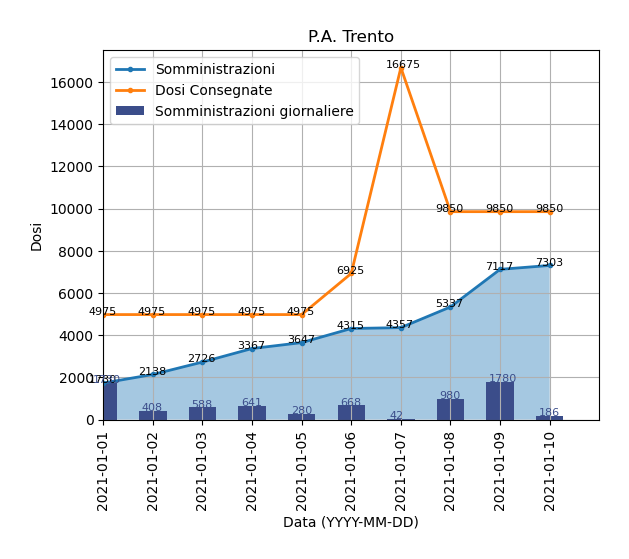 P.A. Trento
Somministrazioni
Dosi Consegnate
Somministrazioni giornaliere
Dosi
16000
14000
12000
10000
8000
6000
4000
2000
0
16675
9850 9850 9850
6925
4975 4975 4975 4975 4975
1730 2138 2726 3367 3647 4315 4357 5337 7117 7303
408 588 641 280 668 42 980 1780 186
2021-01-01
2021-01-02
2021-01-03
2021-01-04
2021-01-05
2021-01-06
2021-01-07
2021-01-08
2021-01-09
2021-01-10
Data (YYYY-MM-DD)